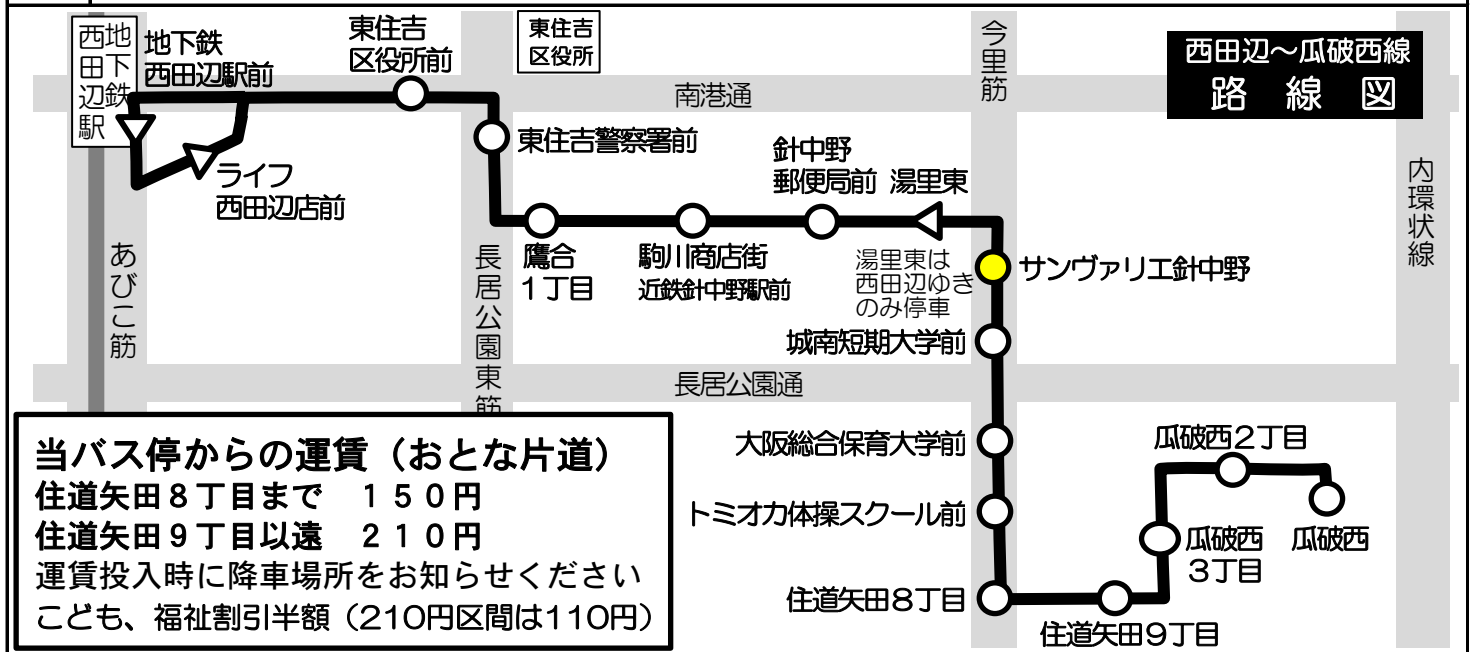 地下鉄
西田辺駅
地下鉄
西田辺駅前
東住吉
区役所前
東住吉
区役所
今里筋
西田辺～瓜破西線
路線図
南港通
東住吉警察署前
針中野
郵便局前
湯里東
ライフ
西田辺店前
内環状線
あびこ筋
長居公園東筋
鷹合
1丁目
駒川商店街
近鉄針中野駅前
湯里東は
西田辺ゆき
のみ停車
サンヴァリエ針中野
城南短期大学前
長居公園通
当バス停からの運賃（おとな片道）
住道矢田８丁目まで　１５０円
住道矢田９丁目以遠　２１０円
運賃投入時に降車場所をお知らせください
こども、福祉割引半額（210円区間は110円）
大阪総合保育大学前
瓜破西2丁目
トミオカ体操スクール前
瓜破西
3丁目
瓜破西
住道矢田8丁目
住道矢田9丁目